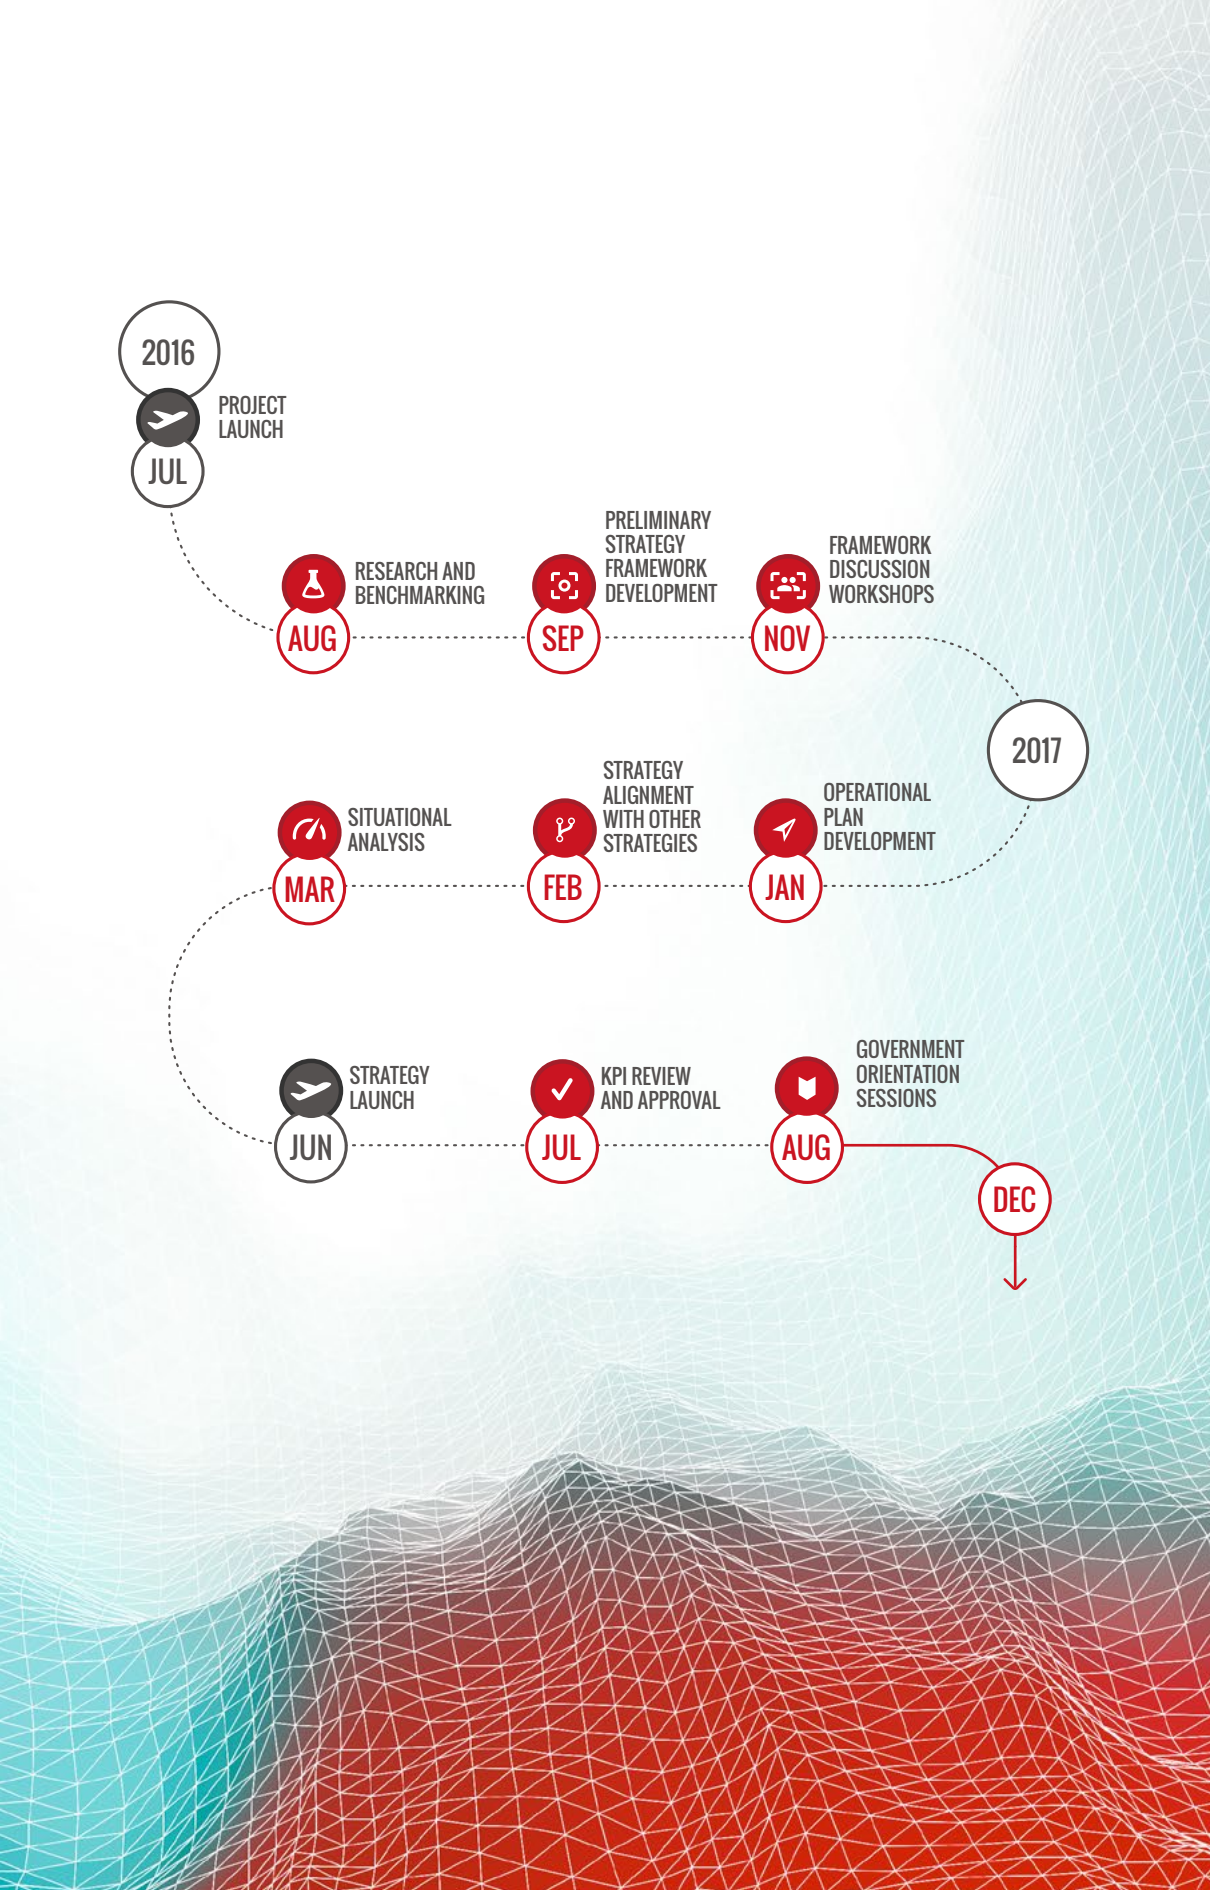 2016
PROJECT
LAUNCH
JUL
RESEARCH AND
BENCHMARKING
AUG
PRELIMINARY
STRATEGY
FRAMEWORK
DEVELOPMENT
SEP
FRAMEWORK
DISCUSSION
WORKSHOPS
NOV
2017
OPERATIONAL
PLAN
DEVELOPMENT
JAN
STRATEGY
ALIGNMENT
WITH OTHER
STRATEGIES
FEB
SITUATIONAL
ANALYSIS
MAR
STRATEGY
LAUNCH
JUN
KPI REVIEW
AND APPROVAL
JUL
GOVERNMENT
ORIENTATION
SESSIONS
AUG
DEC